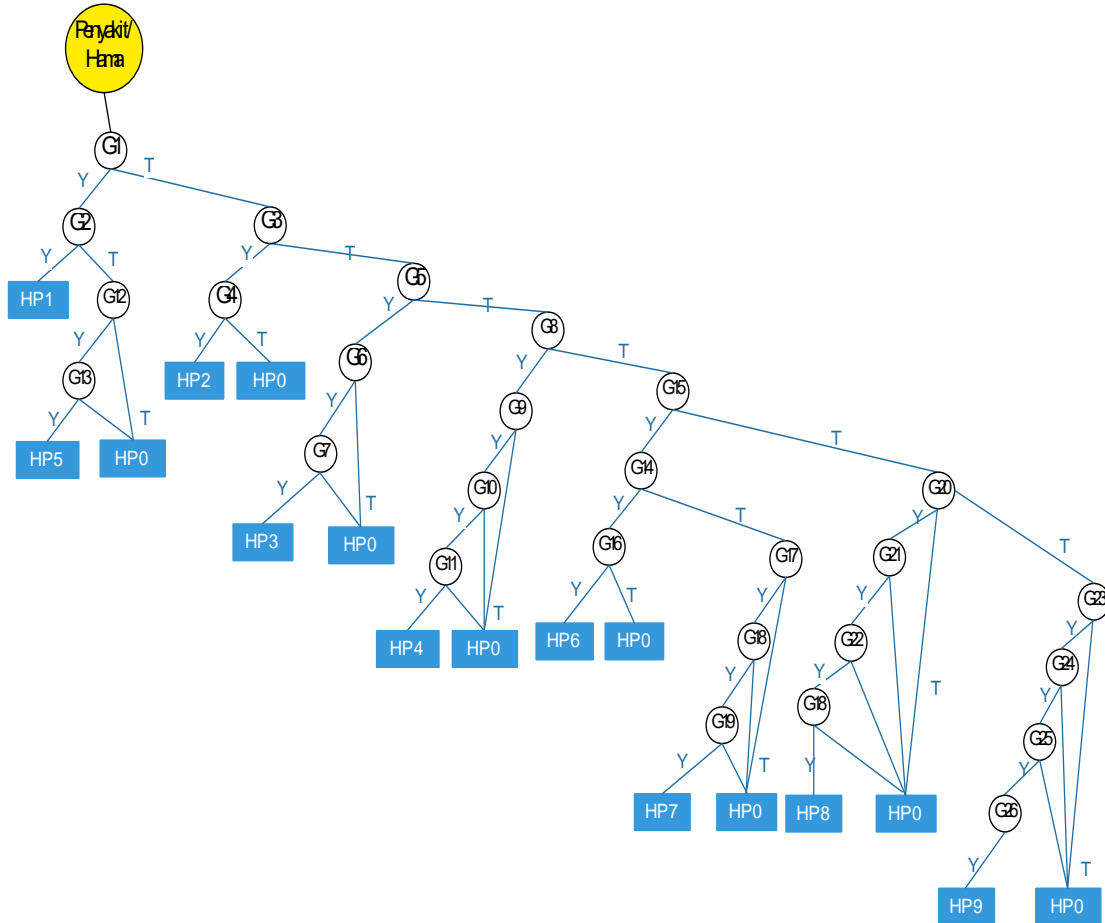 Penyakit/
Hama
G1
Y
T
G2
G3
Y
T
Y
T
HP1
G12
G4
G5
Y
Y
T
Y
T
G13
HP2
HP0
G6
G8
Y
T
Y
T
Y
T
HP5
HP0
G7
G9
G15
Y
T
Y
Y
T
HP3
HP0
G10
G14
G20
Y
Y
T
Y
T
G11
G16
G17
G21
G23
Y
T
Y
T
Y
Y
Y
HP4
HP0
HP6
HP0
G18
G22
G24
Y
Y
T
Y
G19
G18
G25
Y
T
Y
Y
HP7
HP0
HP8
HP0
G26
Y
T
HP9
HP0